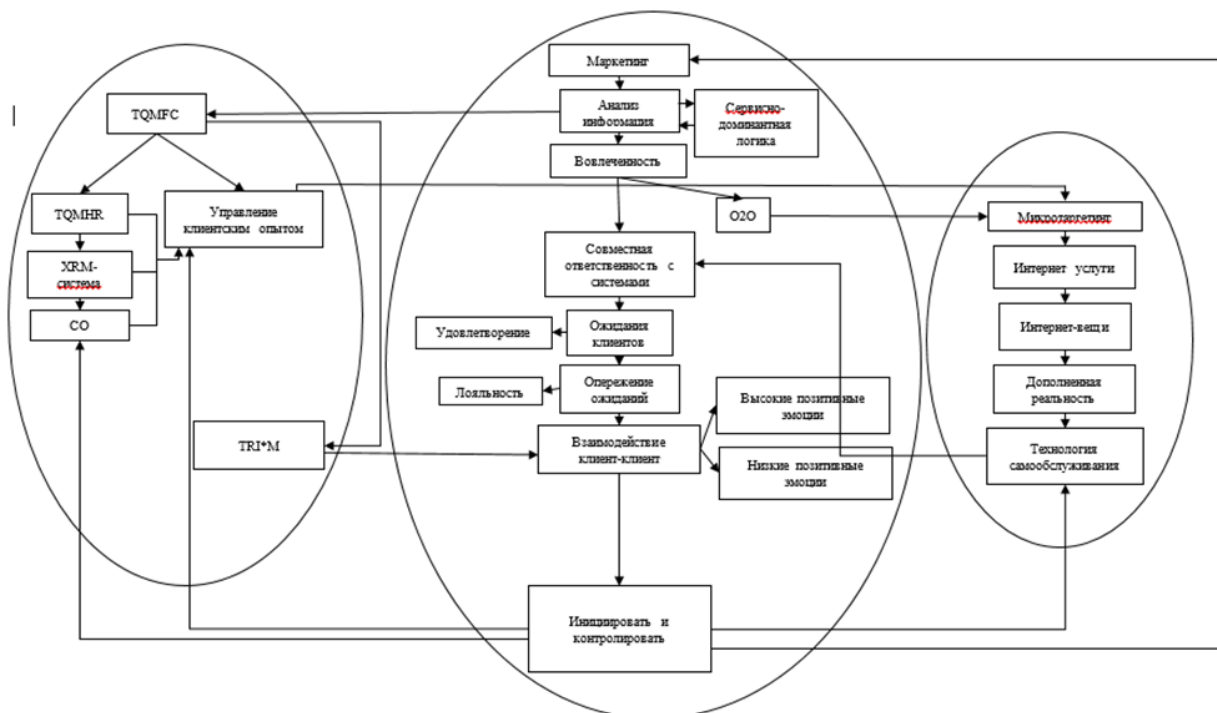 Маркетинг
TQMFC
Анализ
информация
Сервисно-
доминантная
логика
Вовлеченность
TQMHR
Управление
клиентским опытом
O2O
Микротаргетинг
XRM-
система
CO
Совместная
ответственность с
системами
Интернет услуги
Удовлетворение
Ожидания
клиентов
Интернет-вещи
Лояльность
Опережение
ожиданий
Высокие позитивные
эмоции
Дополненная
реальность
TRI*M
Взаимодействие
клиент-клиент
Низкие позитивные
эмоции
Технология
самообслуживания
Инициировать и
контролировать